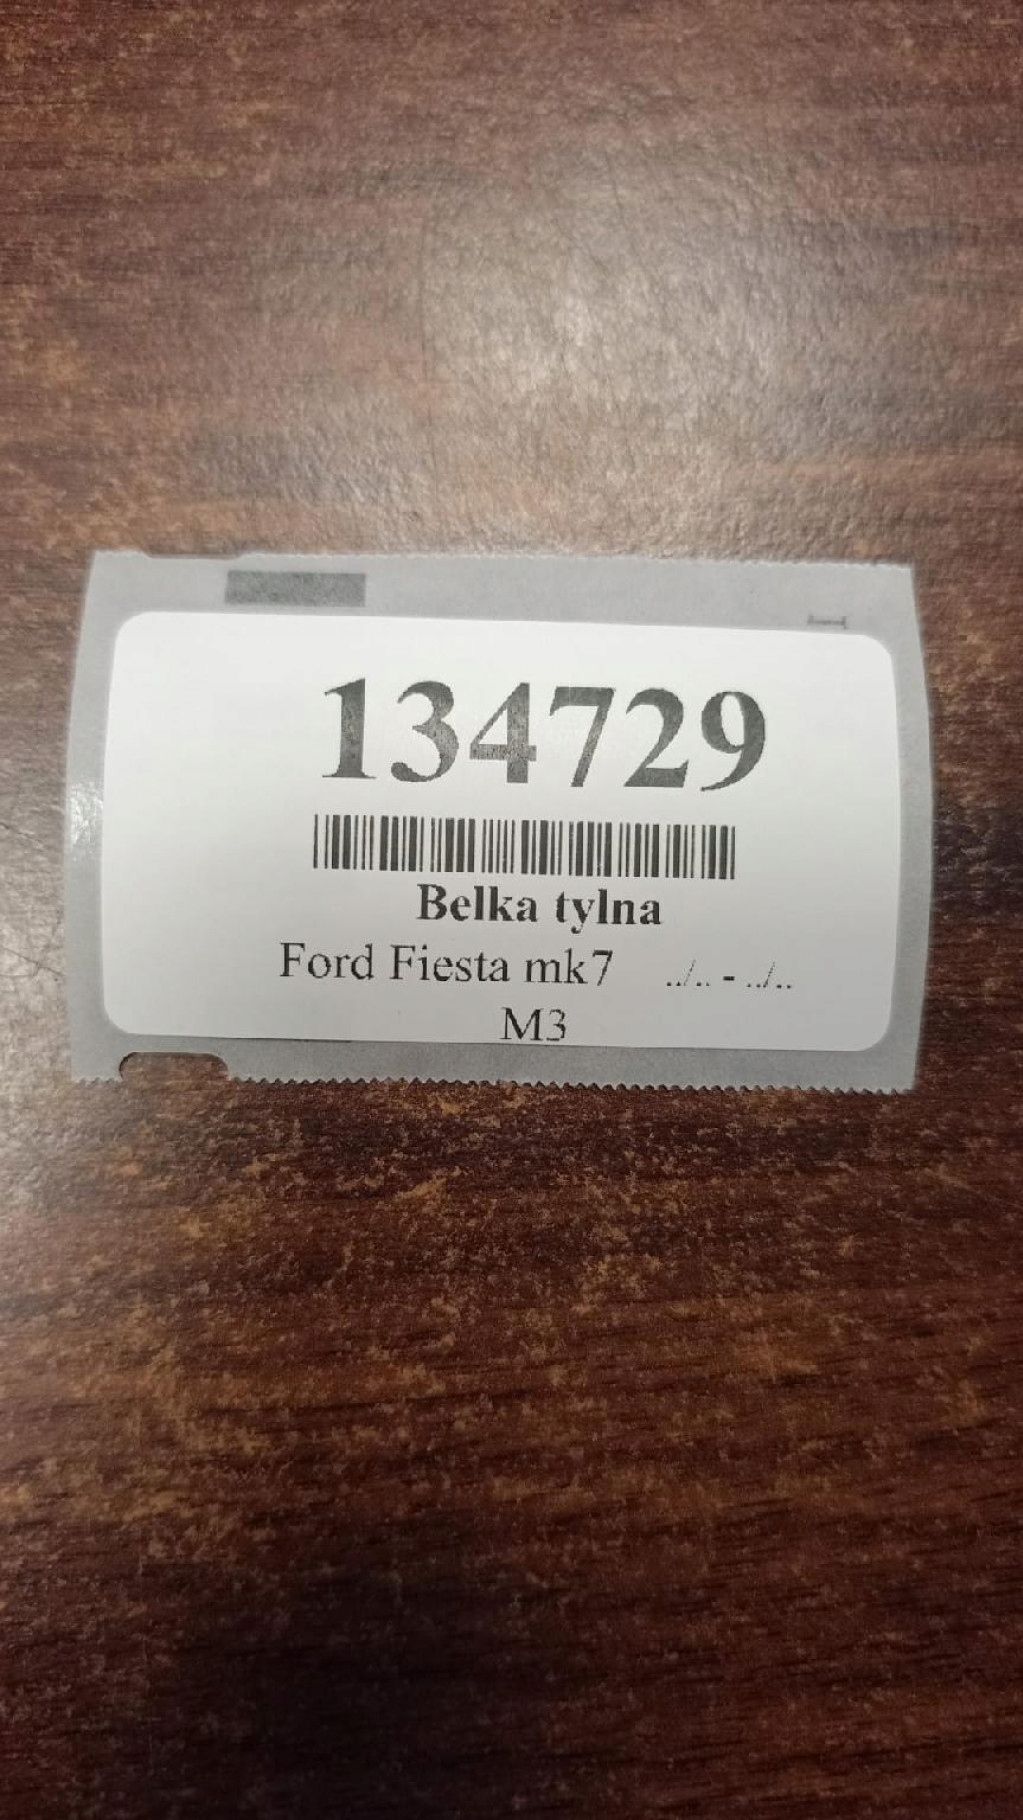 134729
Belka tylna
Ford Fiesta mk7 ../.. - ../..
M3